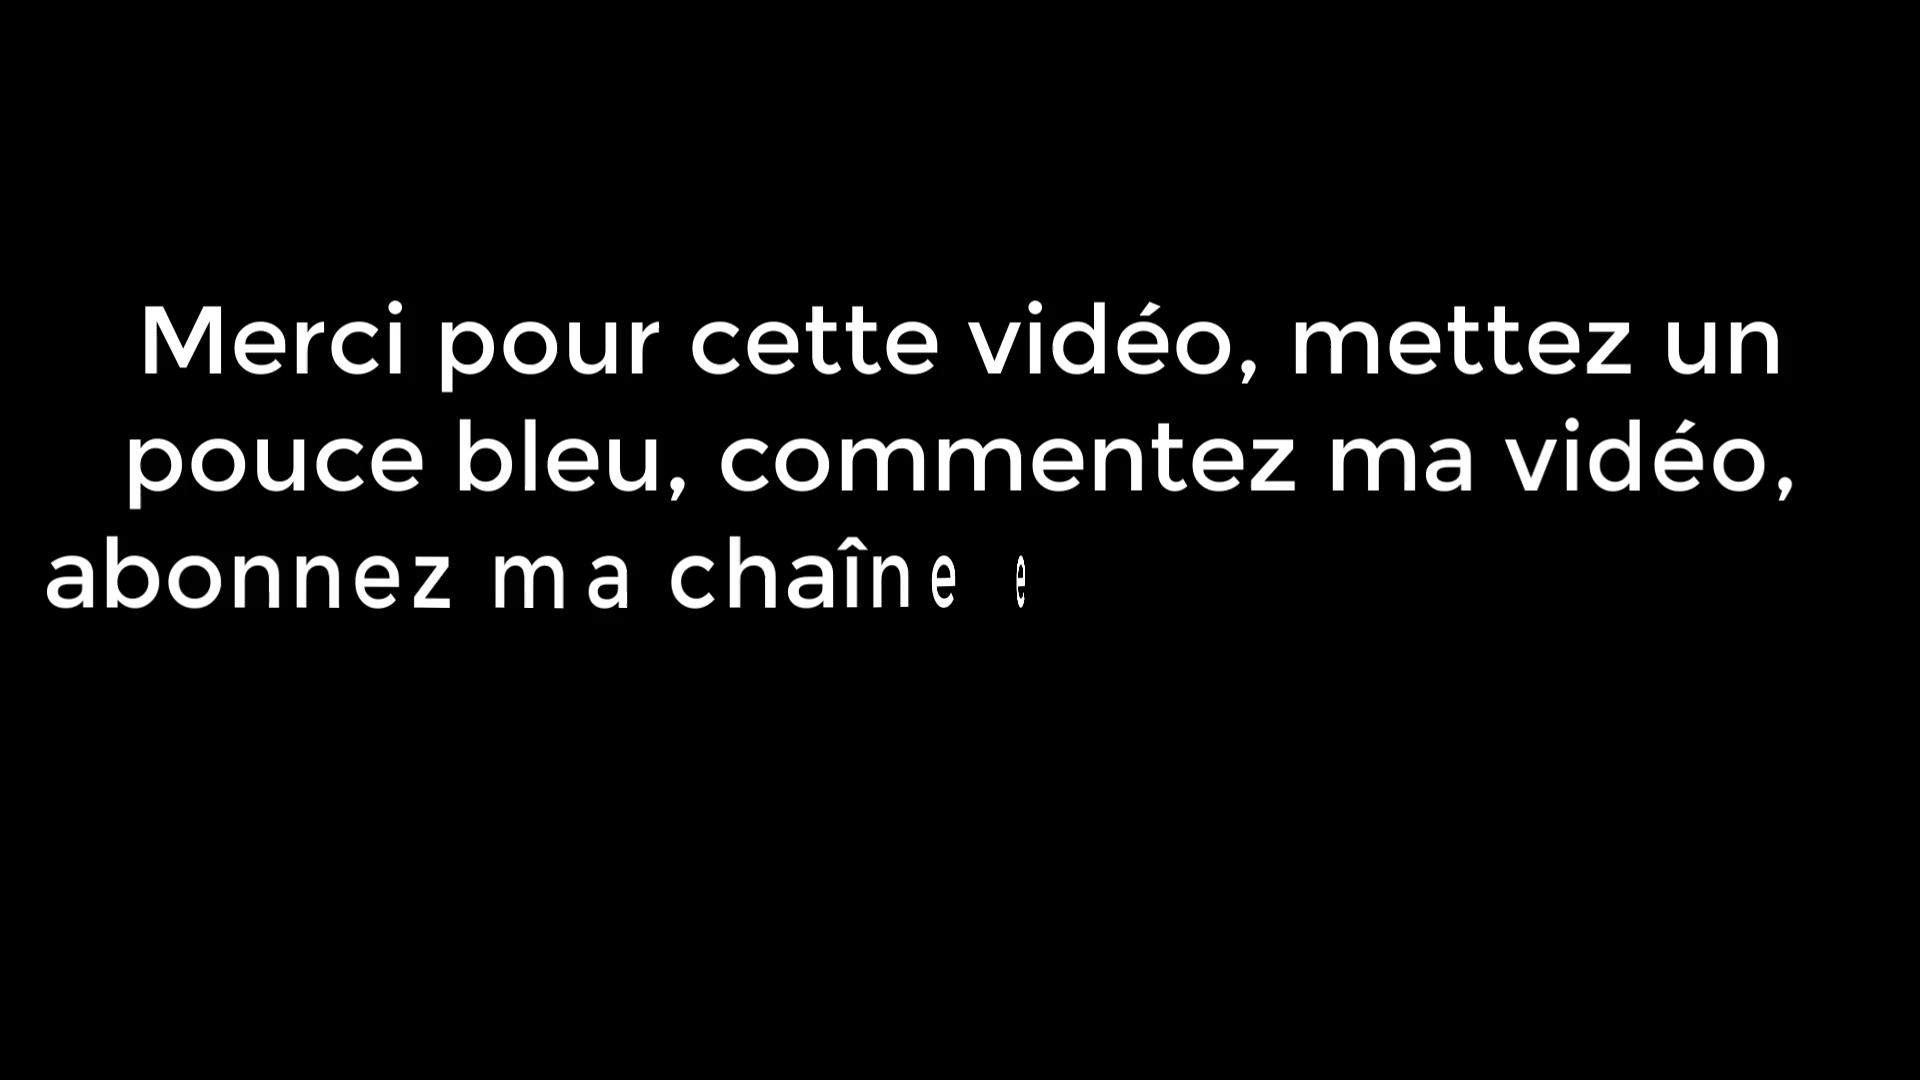 Merci pour cette vidéo, mettez un
pouce bleu, commentez ma vidéo,
abonnez ma chaîne e